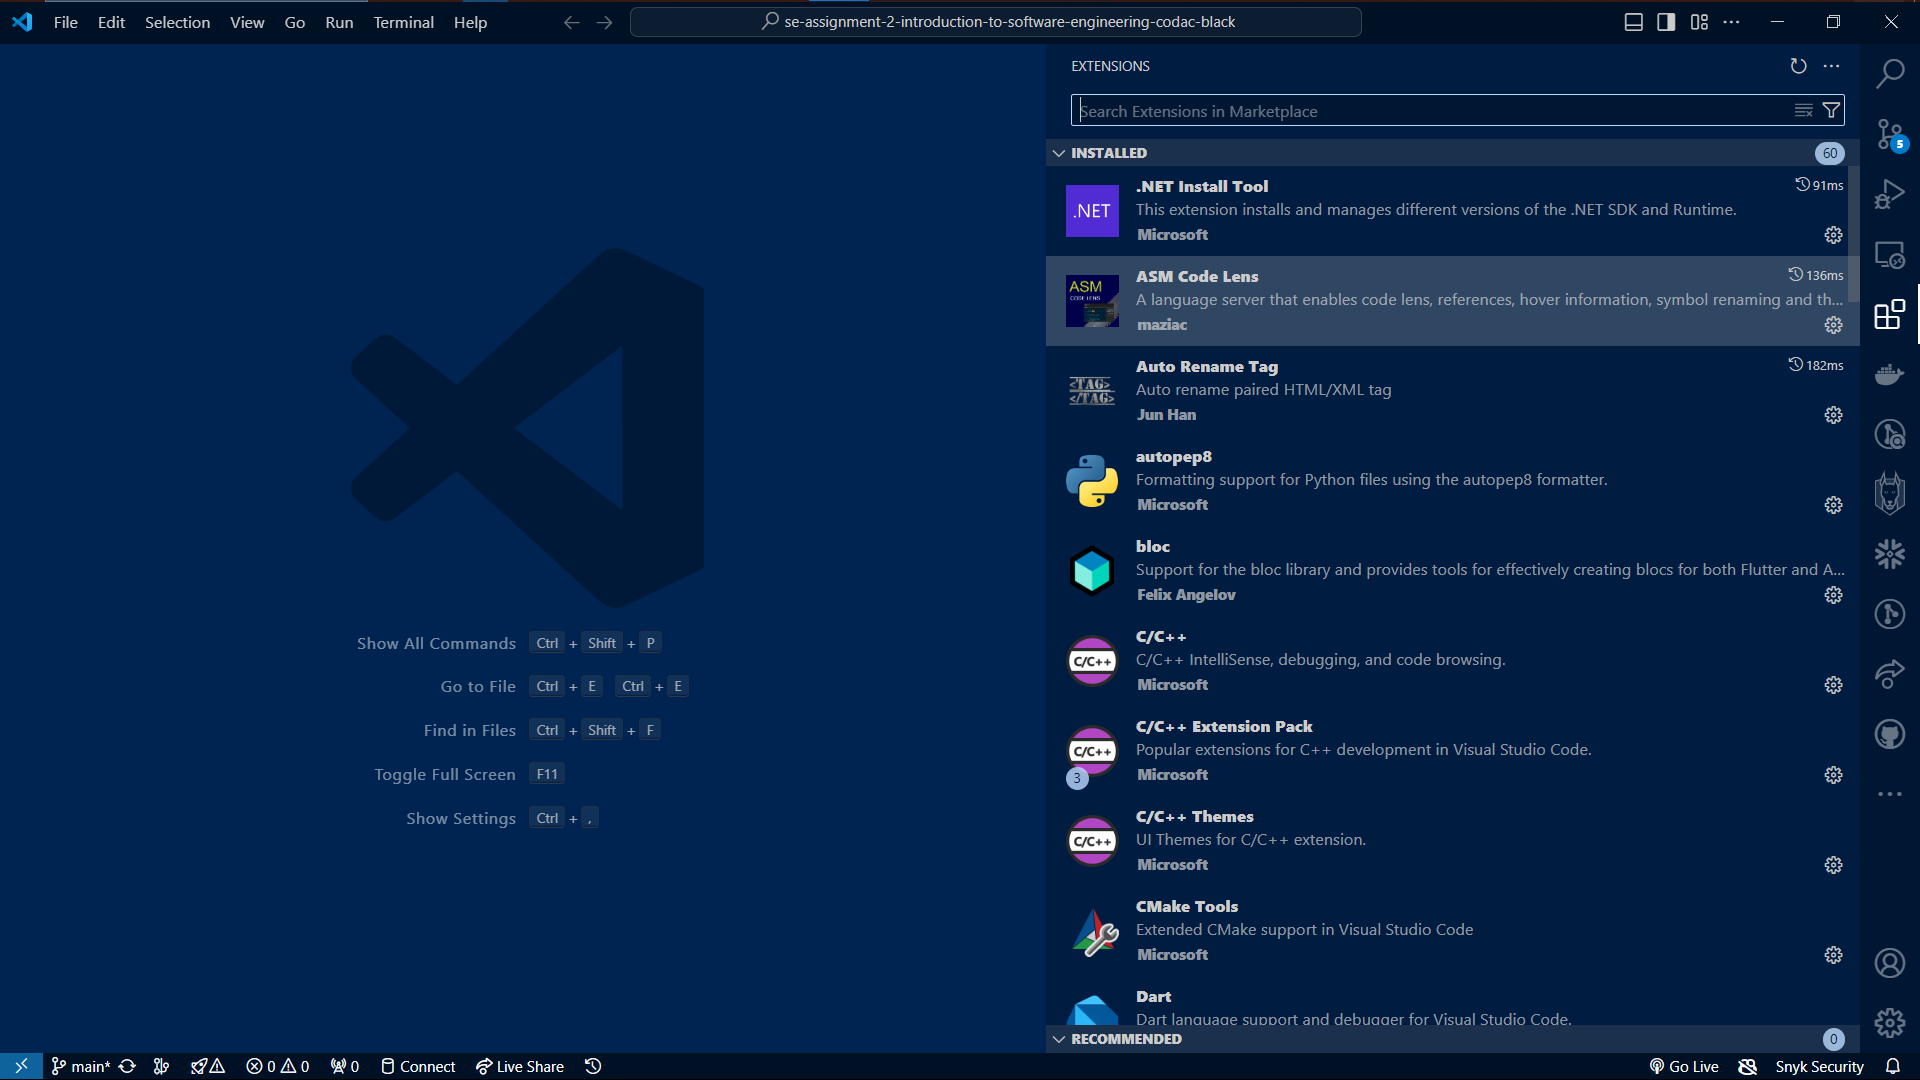 File Edit Selection View Go Run Terminal Help
se-assignment-2-introduction-to-software-engineering-codac-black
EXTENSIONS
Search Extensions in Marketplace
INSTALLED 60
.NET
.NET Install Tool 91ms
This extension installs and manages different versions of the .NET SDK and Runtime.
Microsoft
ASM
CODE LENS
ASM Code Lens 136ms
A language server that enables code lens, references, hover information, symbol renaming and th...
maziac
<TAG>
</TAG>
Auto Rename Tag 182ms
Auto rename paired HTML/XML tag
Jun Han
autopep8
Formatting support for Python files using the autopep8 formatter.
Microsoft
bloc
Support for the bloc library and provides tools for effectively creating blocs for both Flutter and A...
Felix Angelov
C/C++
C/C++
C/C++ IntelliSense, debugging, and code browsing.
Microsoft
C/C++
3
C/C++ Extension Pack
Popular extensions for C++ development in Visual Studio Code.
Microsoft
C/C++
C/C++ Themes
UI Themes for C/C++ extension.
Microsoft
CMake Tools
Extended CMake support in Visual Studio Code
Microsoft
Dart
Dart language support and debugger for Visual Studio Code.
RECOMMENDED 0
5
Show All Commands Ctrl + Shift + P
Go to File Ctrl + E Ctrl + E
Find in Files Ctrl + Shift + F
Toggle Full Screen F11
Show Settings Ctrl + ,
main* 0 0 0 Connect Live Share Go Live Snyk Security